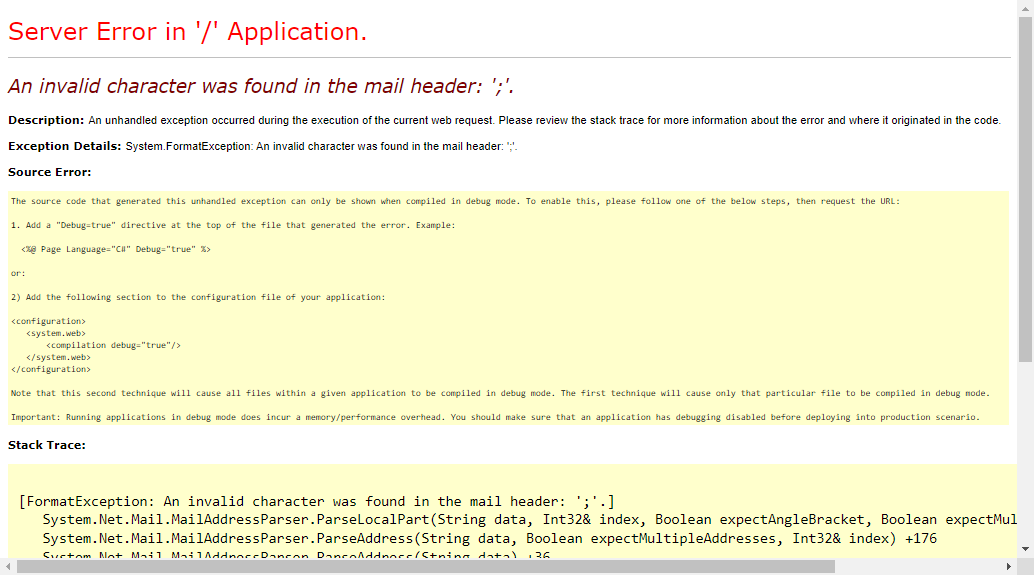 Server Error in '/' Application.
An invalid character was found in the mail header: ';'.
Description: An unhandled exception occurred during the execution of the current web request. Please review the stack trace for more information about the error and where it originated in the code.
Exception Details: System.FormatException: An invalid character was found in the mail header: ';'.
Source Error:
The source code that generated this unhandled exception can only be shown when compiled in debug mode. To enable this, please follow one of the below steps, then request the URL:
1. Add a "Debug=true" directive at the top of the file that generated the error. Example:
<%@ Page Language="C#" Debug="true" %>
or:
2) Add the following section to the configuration file of your application:
<configuration>
<system.web>
<compilation debug="true"/>
</system.web>
</configuration>
Note that this second technique will cause all files within a given application to be compiled in debug mode. The first technique will cause only that particular file to be compiled in debug mode.
Important: Running applications in debug mode does incur a memory/performance overhead. You should make sure that an application has debugging disabled before deploying into production scenario.
Stack Trace:
[FormatException: An invalid character was found in the mail header: ';'.]
System.Net.Mail.MailAddressParser.ParseLocalPart(String data, Int32& index, Boolean expectAngleBracket, Boolean expectMul
System.Net.Mail.MailAddressParser.ParseAddress(String data, Boolean expectMultipleAddresses, Int32& index) +176
System.Net.Mail.MailAddressParser.ParseAddress(String data) +36